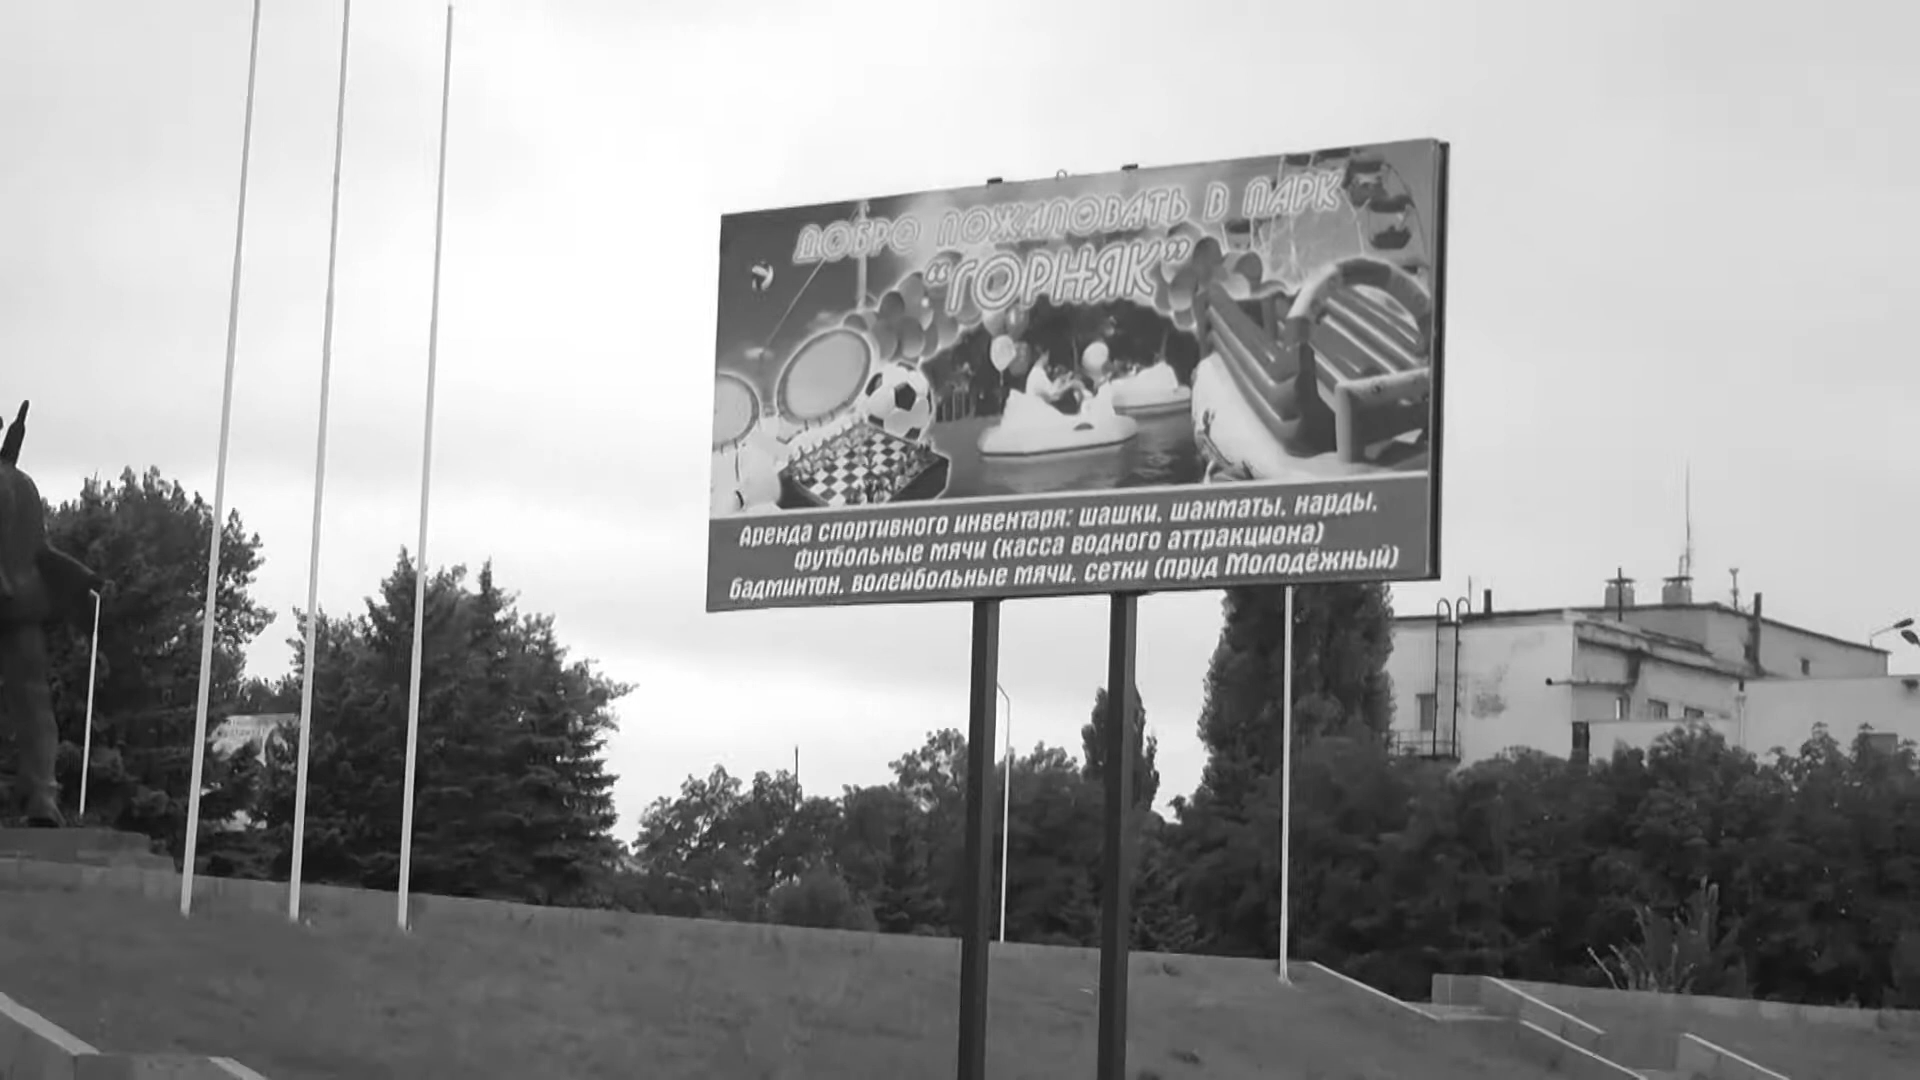 ДОБРО ПОЖАЛОВАТЬ В ПАРК
“ГОРНЯК”
Аренда спортивного инвентаря: шашки, шахматы, нарды,
футбольные мячи (касса водного аттракциона)
бадминтон, волейбольные мячи, сетки (пруд Молодёжный)